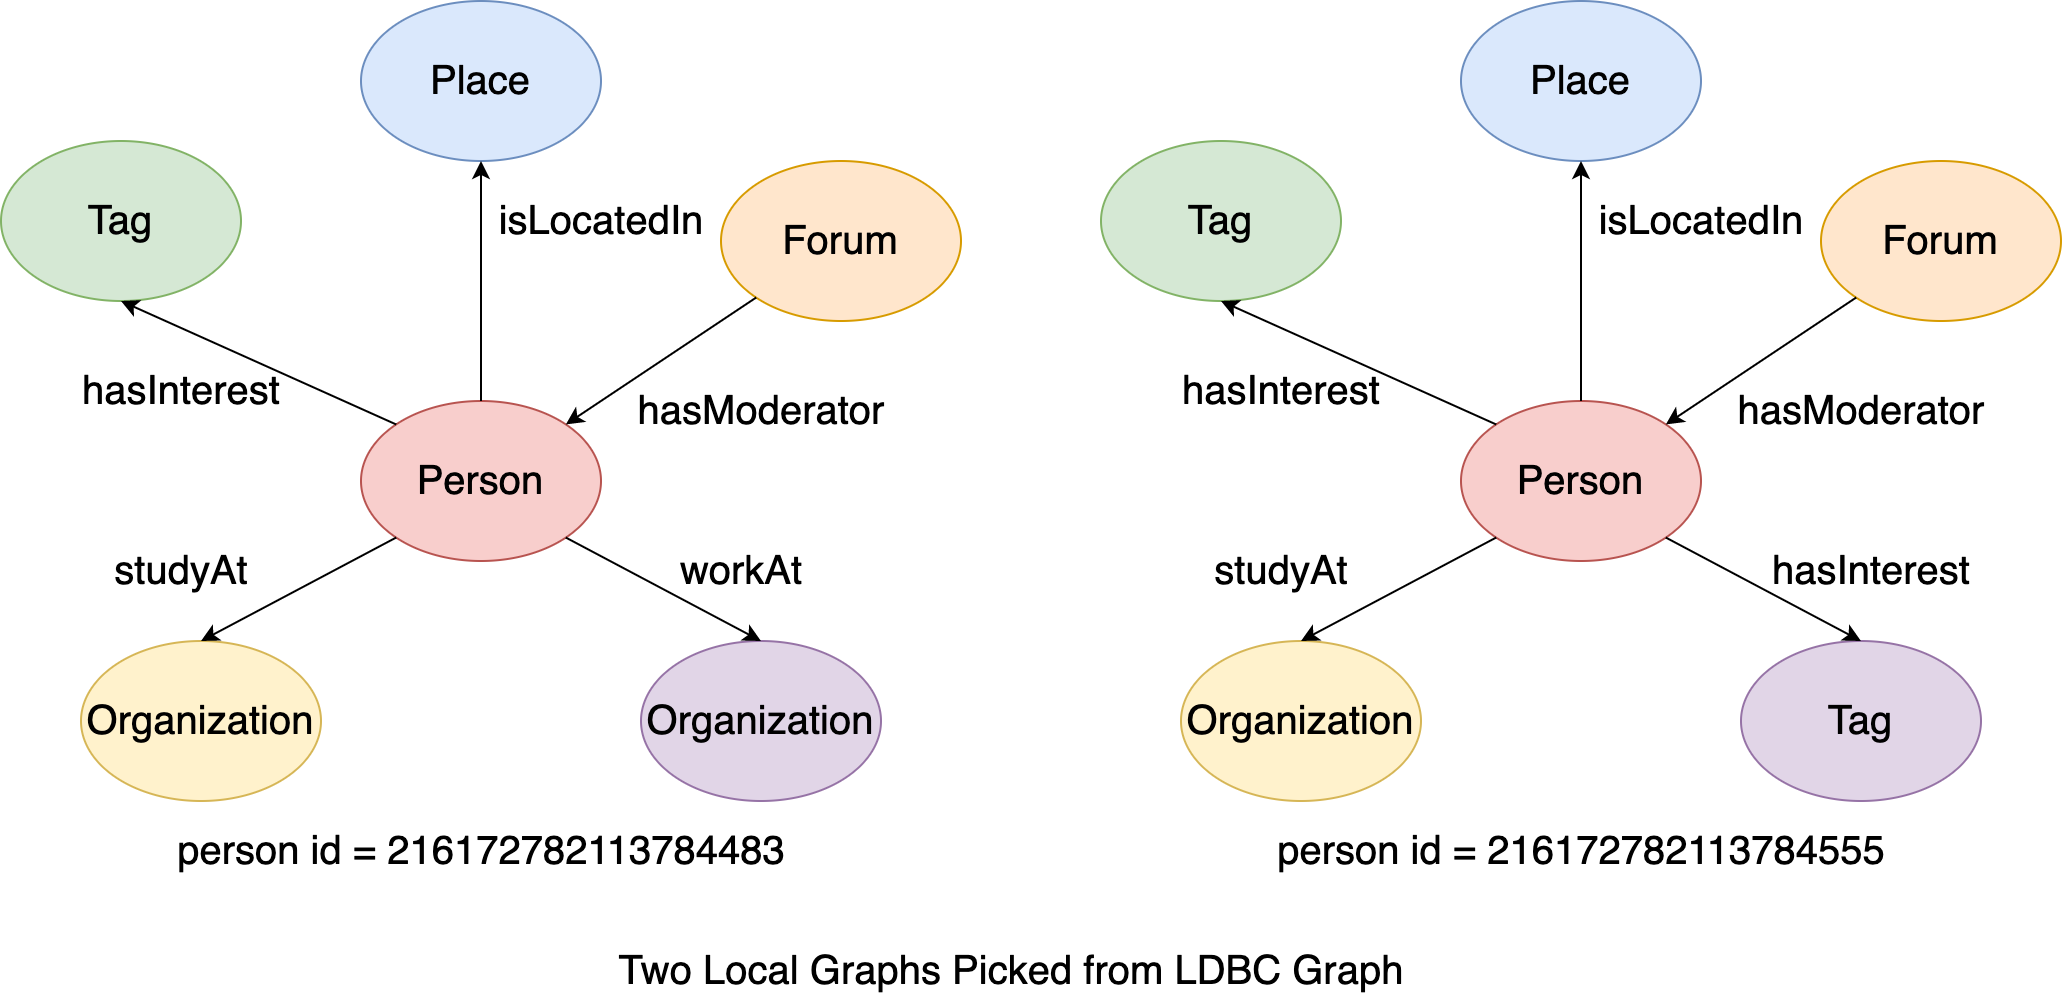 Place
Tag
isLocatedIn
Forum
hasInterest
hasModerator
Person
studyAt
workAt
Organization
Organization
person id = 216172782113784483
Place
Tag
isLocatedIn
Forum
hasInterest
hasModerator
Person
studyAt
hasInterest
Organization
Tag
person id = 216172782113784555
Two Local Graphs Picked from LDBC Graph